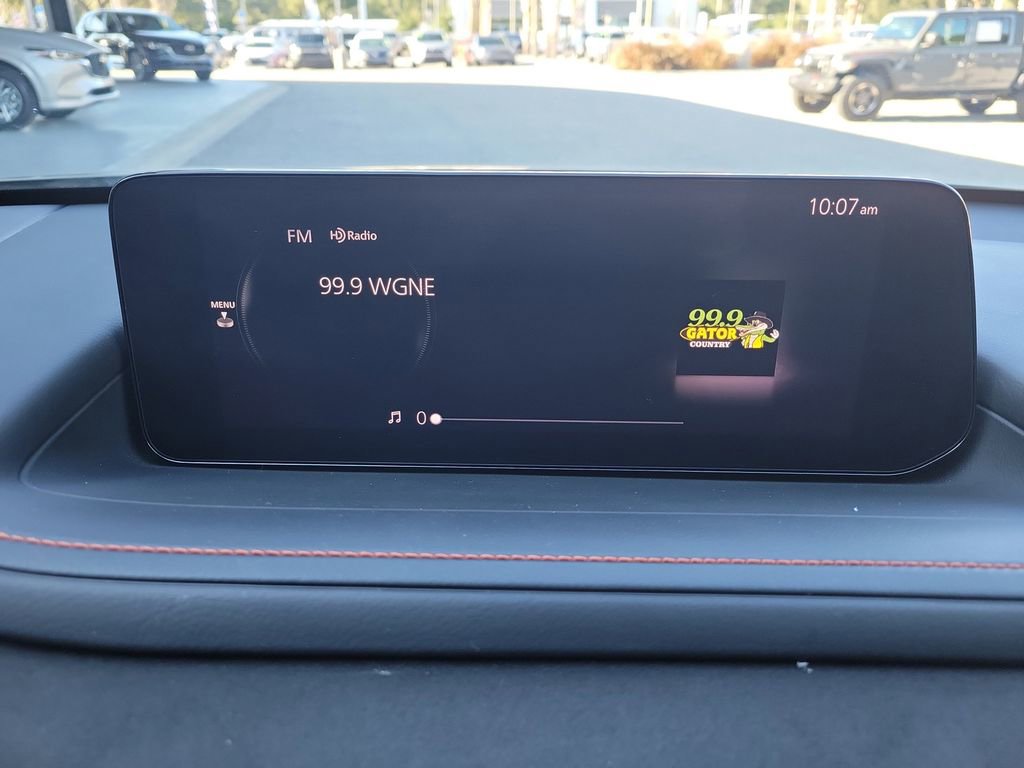 10:07 am
FM HD Radio
99.9 WGNE
MENU
99.9
GATOR
COUNTRY
0